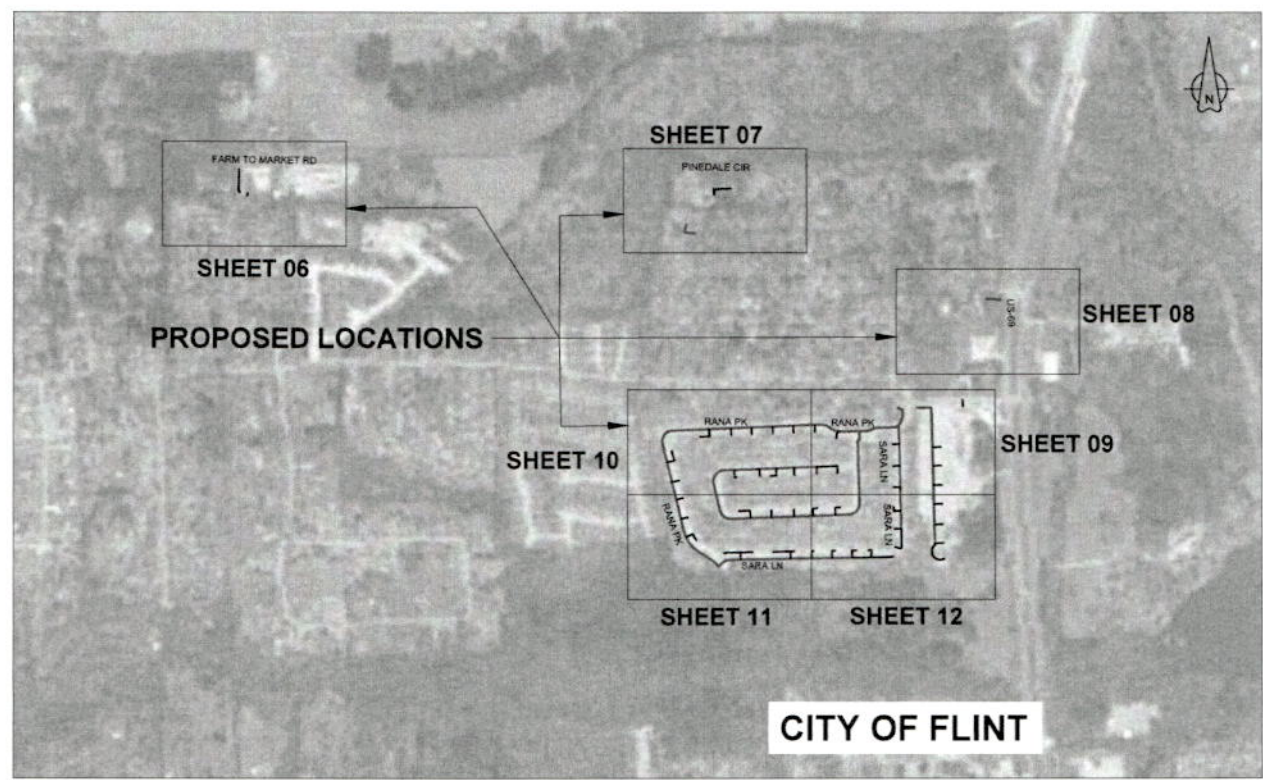 N
SHEET 07
FARM TO MARKET RD
PINEDALE CIR
SHEET 06
US-69
SHEET 08
PROPOSED LOCATIONS
RANA PK
RANA PK
SHEET 09
SARA LN
SHEET 10
RANA PK
SARA LN
SARA LN
SHEET 11
SHEET 12
CITY OF FLINT